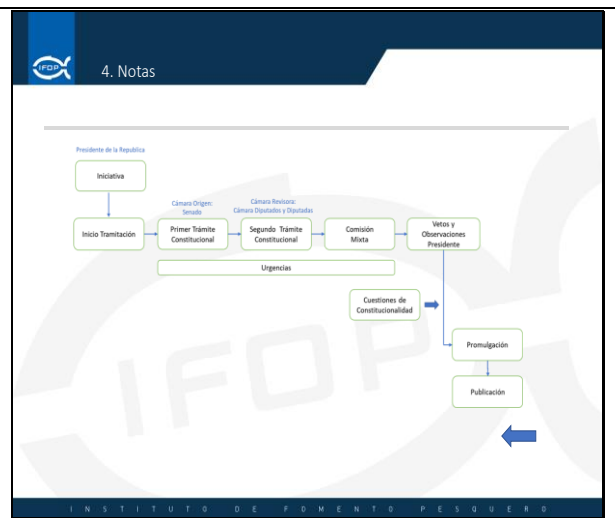 IFOP
4. Notas
Presidente de la Republica
Iniciativa
Cámara Origen:
Senado
Cámara Revisora:
Cámara Diputados y Diputadas
Inicio Tramitación
Primer Trámite
Constitucional
Segundo Trámite
Constitucional
Comisión
Mixta
Vetos y
Observaciones
Presidente
Urgencias
Cuestiones de
Constitucionalidad
Promulgación
Publicación
IFOP
INSTITUTO DE FOMENTO PESQUERO